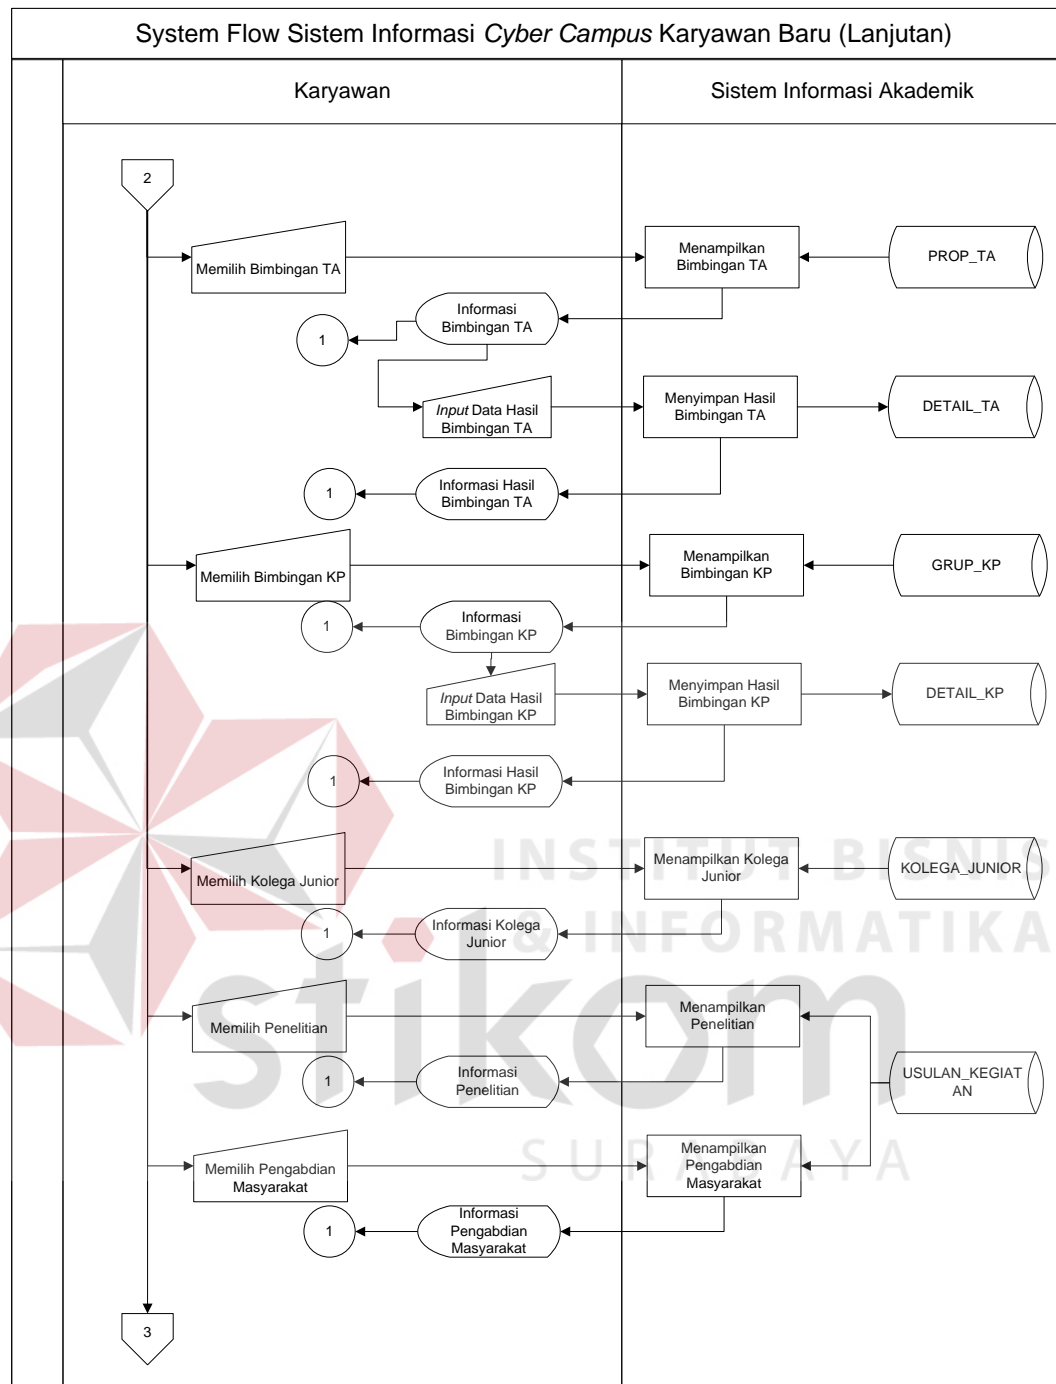 System Flow Sistem Informasi Cyber Campus Karyawan Baru (Lanjutan)
Karyawan
Sistem Informasi Akademik
2
Memilih Bimbingan TA
Menampilkan
Bimbingan TA
PROP_TA
Informasi
Bimbingan TA
1
Input Data Hasil
Bimbingan TA
Menyimpan Hasil
Bimbingan TA
DETAIL_TA
1
Informasi Hasil
Bimbingan TA
Memilih Bimbingan KP
Menampilkan
Bimbingan KP
GRUP_KP
1
Informasi
Bimbingan KP
Input Data Hasil
Bimbingan KP
Menyimpan Hasil
Bimbingan KP
DETAIL_KP
1
Informasi Hasil
Bimbingan KP
Memilih Kolega Junior
Menampilkan Kolega
Junior
KOLEGA_JUNIOR
1
Informasi Kolega
Junior
Memilih Penelitian
Menampilkan
Penelitian
1
Informasi
Penelitian
USULAN_KEGIAT
AN
Memilih Pengabdian
Masyarakat
Menampilkan
Pengabdian
Masyarakat
1
Informasi
Pengabdian
Masyarakat
3
INSTITUT BISNIS
& INFORMATIKA
stikom
SURABAYA